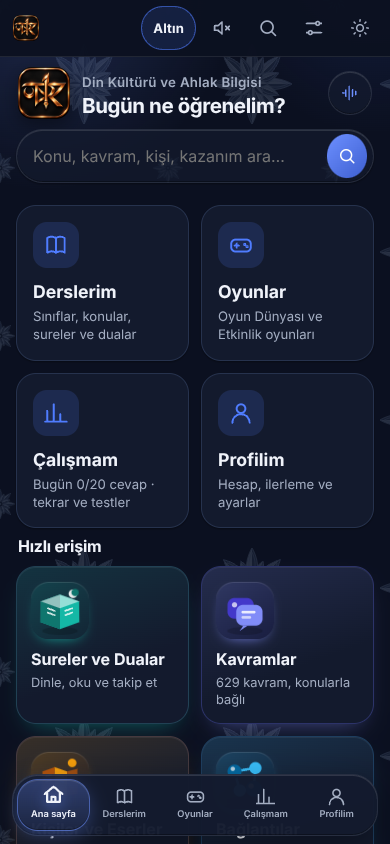 Altın
Din Kültürü ve Ahlak Bilgisi
Bugün ne öğrenelim?
Konu, kavram, kişi, kazanım ara...
Derslerim
Sınıflar, konular,
sureler ve dualar
Oyunlar
Oyun Dünyası ve
Etkinlik oyunları
Çalışmam
Bugün 0/20 cevap ·
tekrar ve testler
Profilim
Hesap, ilerleme ve
ayarlar
Hızlı erişim
Sureler ve Dualar
Dinle, oku ve takip et
Kavramlar
629 kavram, konularla
bağlı
Ana sayfa
Derslerim
Oyunlar
Çalışmam
Profilim